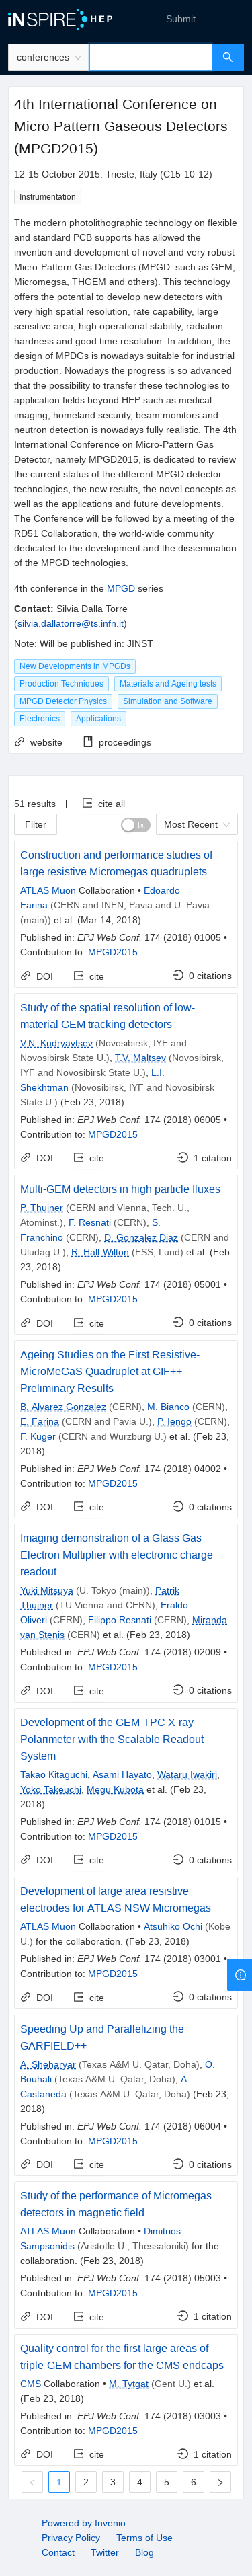 iNSPIRE HEP
Submit
...
conferences
4th International Conference on
Micro Pattern Gaseous Detectors
(MPGD2015)
12-15 October 2015. Trieste, Italy (C15-10-12)
Instrumentation
The modern photolithographic technology on flexible
and standard PCB supports has allowed the
invention and development of novel and very robust
Micro-Pattern Gas Detectors (MPGD: such as GEM,
Micromegas, THGEM and others). This technology
offers the potential to develop new detectors with
very high spatial resolution, rate capability, large
sensitive area, high operational stability, radiation
hardness and good time resolution. In addition, the
design of MPGDs is nowadays suitable for industrial
production. Nowadays the progress is so advanced
that the possibility to transfer these technologies to
application fields beyond HEP such as medical
imaging, homeland security, beam monitors and
neutron detection is nowadays fully realistic. The 4th
International Conference on Micro-Pattern Gas
Detector, namely MPGD2015, is dedicated to review
the current status of the most recent MPGD detector
technologies, the new results, the novel concepts as
well as the applications and future developments.
The Conference will be followed by a meeting of the
RD51 Collaboration, a world-wide community
dedicated to the development and the dissemination
of the MPGD technologies.
4th conference in the MPGD series
Contact: Silvia Dalla Torre
(silvia.dallatorre@ts.infn.it)
Note: Will be published in: JINST
New Developments in MPGDs
Production Techniques
Materials and Ageing tests
MPGD Detector Physics
Simulation and Software
Electronics
Applications
website
proceedings
51 results | cite all
Filter
Most Recent
Construction and performance studies of
large resistive Micromegas quadruplets
ATLAS Muon Collaboration • Edoardo
Farina (CERN and INFN, Pavia and U. Pavia
(main)) et al. (Mar 14, 2018)
Published in: EPJ Web Conf. 174 (2018) 01005 •
Contribution to: MPGD2015
DOI cite 0 citations
Study of the spatial resolution of low-
material GEM tracking detectors
V.N. Kudryavtsev (Novosibirsk, IYF and
Novosibirsk State U.), T.V. Maltsev (Novosibirsk,
IYF and Novosibirsk State U.), L.I.
Shekhtman (Novosibirsk, IYF and Novosibirsk
State U.) (Feb 23, 2018)
Published in: EPJ Web Conf. 174 (2018) 06005 •
Contribution to: MPGD2015
DOI cite 1 citation
Multi-GEM detectors in high particle fluxes
P. Thuiner (CERN and Vienna, Tech. U.,
Atominst.), F. Resnati (CERN), S.
Franchino (CERN), D. Gonzalez Diaz (CERN and
Uludag U.), R. Hall-Wilton (ESS, Lund) et al. (Feb
23, 2018)
Published in: EPJ Web Conf. 174 (2018) 05001 •
Contribution to: MPGD2015
DOI cite 0 citations
Ageing Studies on the First Resistive-
MicroMeGaS Quadruplet at GIF++
Preliminary Results
B. Alvarez Gonzalez (CERN), M. Bianco (CERN),
E. Farina (CERN and Pavia U.), P. Iengo (CERN),
F. Kuger (CERN and Wurzburg U.) et al. (Feb 23,
2018)
Published in: EPJ Web Conf. 174 (2018) 04002 •
Contribution to: MPGD2015
DOI cite 0 citations
Imaging demonstration of a Glass Gas
Electron Multiplier with electronic charge
readout
Yuki Mitsuya (U. Tokyo (main)), Patrik
Thuiner (TU Vienna and CERN), Eraldo
Oliveri (CERN), Filippo Resnati (CERN), Miranda
van Stenis (CERN) et al. (Feb 23, 2018)
Published in: EPJ Web Conf. 174 (2018) 02009 •
Contribution to: MPGD2015
DOI cite 0 citations
Development of the GEM-TPC X-ray
Polarimeter with the Scalable Readout
System
Takao Kitaguchi, Asami Hayato, Wataru Iwakiri,
Yoko Takeuchi, Megu Kubota et al. (Feb 23,
2018)
Published in: EPJ Web Conf. 174 (2018) 01015 •
Contribution to: MPGD2015
DOI cite 0 citations
Development of large area resistive
electrodes for ATLAS NSW Micromegas
ATLAS Muon Collaboration • Atsuhiko Ochi (Kobe
U.) for the collaboration. (Feb 23, 2018)
Published in: EPJ Web Conf. 174 (2018) 03001 •
Contribution to: MPGD2015
DOI cite 0 citations
Speeding Up and Parallelizing the
GARFIELD++
A. Sheharyar (Texas A&M U. Qatar, Doha), O.
Bouhali (Texas A&M U. Qatar, Doha), A.
Castaneda (Texas A&M U. Qatar, Doha) (Feb 23,
2018)
Published in: EPJ Web Conf. 174 (2018) 06004 •
Contribution to: MPGD2015
DOI cite 0 citations
Study of the performance of Micromegas
detectors in magnetic field
ATLAS Muon Collaboration • Dimitrios
Sampsonidis (Aristotle U., Thessaloniki) for the
collaboration. (Feb 23, 2018)
Published in: EPJ Web Conf. 174 (2018) 05003 •
Contribution to: MPGD2015
DOI cite 1 citation
Quality control for the first large areas of
triple-GEM chambers for the CMS endcaps
CMS Collaboration • M. Tytgat (Gent U.) et al.
(Feb 23, 2018)
Published in: EPJ Web Conf. 174 (2018) 03003 •
Contribution to: MPGD2015
DOI cite 1 citation
1 2 3 4 5 6
Powered by Invenio
Privacy Policy Terms of Use
Contact Twitter Blog